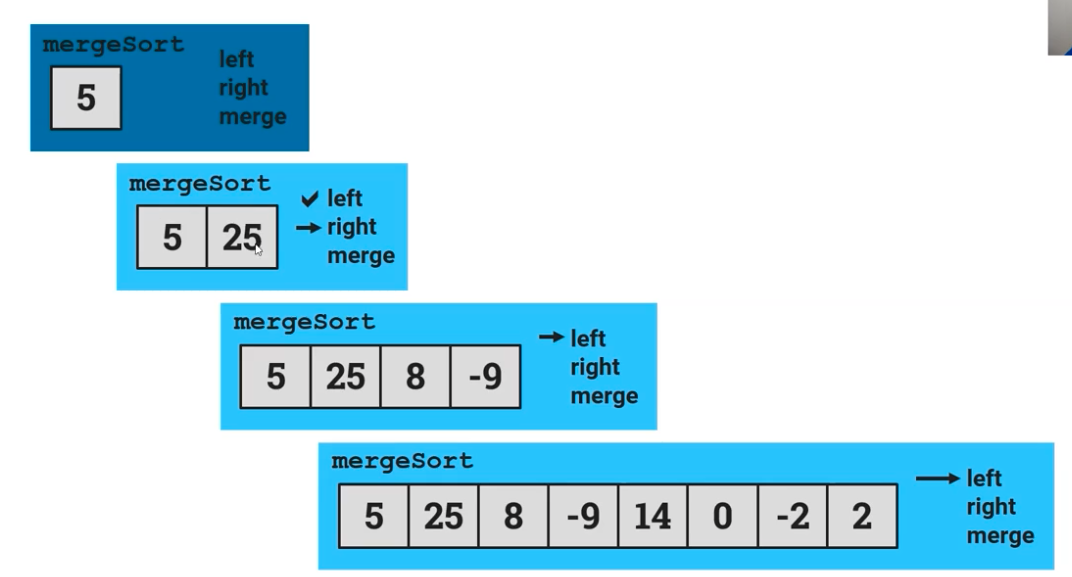 mergeSort
5
left
right
merge
mergeSort
5 25
✔ left
→ right
merge
mergeSort
5 25 8 -9
→ left
right
merge
mergeSort
5 25 8 -9 14 0 -2 2
→ left
right
merge